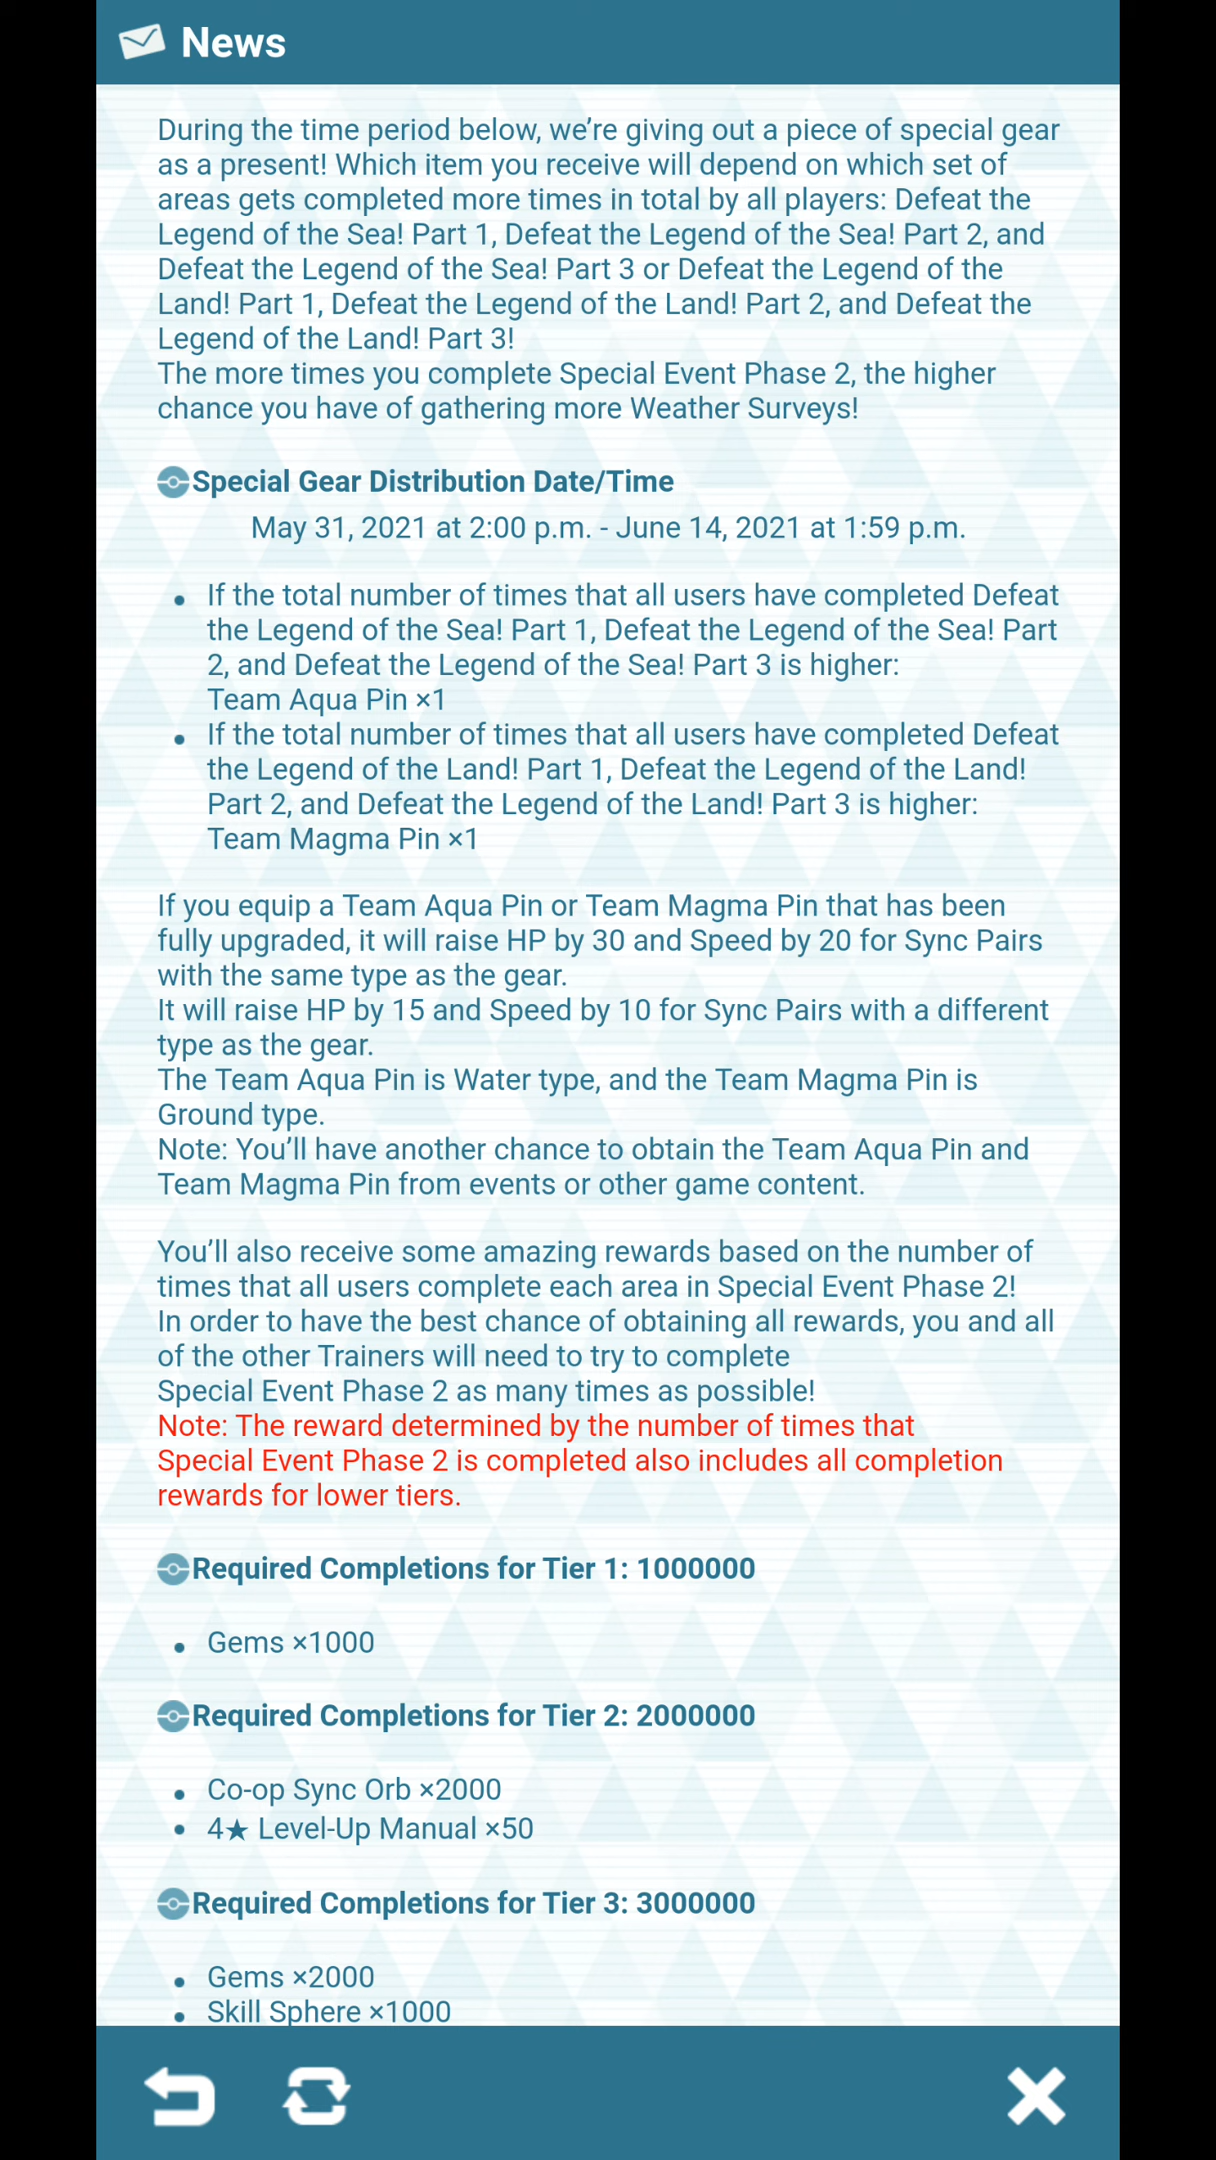 News
During the time period below, we’re giving out a piece of special gear
as a present! Which item you receive will depend on which set of
areas gets completed more times in total by all players: Defeat the
Legend of the Sea! Part 1, Defeat the Legend of the Sea! Part 2, and
Defeat the Legend of the Sea! Part 3 or Defeat the Legend of the
Land! Part 1, Defeat the Legend of the Land! Part 2, and Defeat the
Legend of the Land! Part 3!
The more times you complete Special Event Phase 2, the higher
chance you have of gathering more Weather Surveys!
Special Gear Distribution Date/Time
May 31, 2021 at 2:00 p.m. - June 14, 2021 at 1:59 p.m.
• If the total number of times that all users have completed Defeat
the Legend of the Sea! Part 1, Defeat the Legend of the Sea! Part
2, and Defeat the Legend of the Sea! Part 3 is higher:
Team Aqua Pin ×1
• If the total number of times that all users have completed Defeat
the Legend of the Land! Part 1, Defeat the Legend of the Land!
Part 2, and Defeat the Legend of the Land! Part 3 is higher:
Team Magma Pin ×1
If you equip a Team Aqua Pin or Team Magma Pin that has been
fully upgraded, it will raise HP by 30 and Speed by 20 for Sync Pairs
with the same type as the gear.
It will raise HP by 15 and Speed by 10 for Sync Pairs with a different
type as the gear.
The Team Aqua Pin is Water type, and the Team Magma Pin is
Ground type.
Note: You’ll have another chance to obtain the Team Aqua Pin and
Team Magma Pin from events or other game content.
You’ll also receive some amazing rewards based on the number of
times that all users complete each area in Special Event Phase 2!
In order to have the best chance of obtaining all rewards, you and all
of the other Trainers will need to try to complete
Special Event Phase 2 as many times as possible!
Note: The reward determined by the number of times that
Special Event Phase 2 is completed also includes all completion
rewards for lower tiers.
Required Completions for Tier 1: 1000000
• Gems ×1000
Required Completions for Tier 2: 2000000
• Co-op Sync Orb ×2000
• 4★ Level-Up Manual ×50
Required Completions for Tier 3: 3000000
• Gems ×2000
• Skill Sphere ×1000